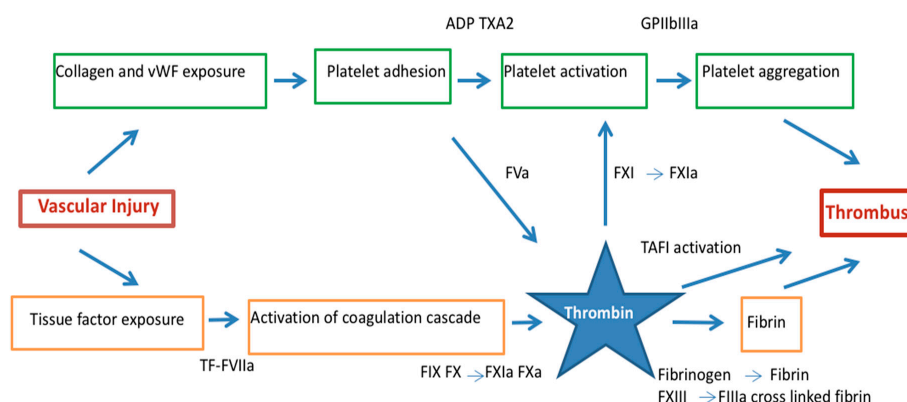 ADP TXA2
GPIIbIIIa
Collagen and vWF exposure
Platelet adhesion
Platelet activation
Platelet aggregation
FVa
FXI → FXIa
Vascular Injury
Thrombus
TAFI activation
Tissue factor exposure
Activation of coagulation cascade
Thrombin
Fibrin
TF-FVIIa
FIX FX → FXIa FXa
Fibrinogen → Fibrin
FXIII → FIIIa cross linked fibrin